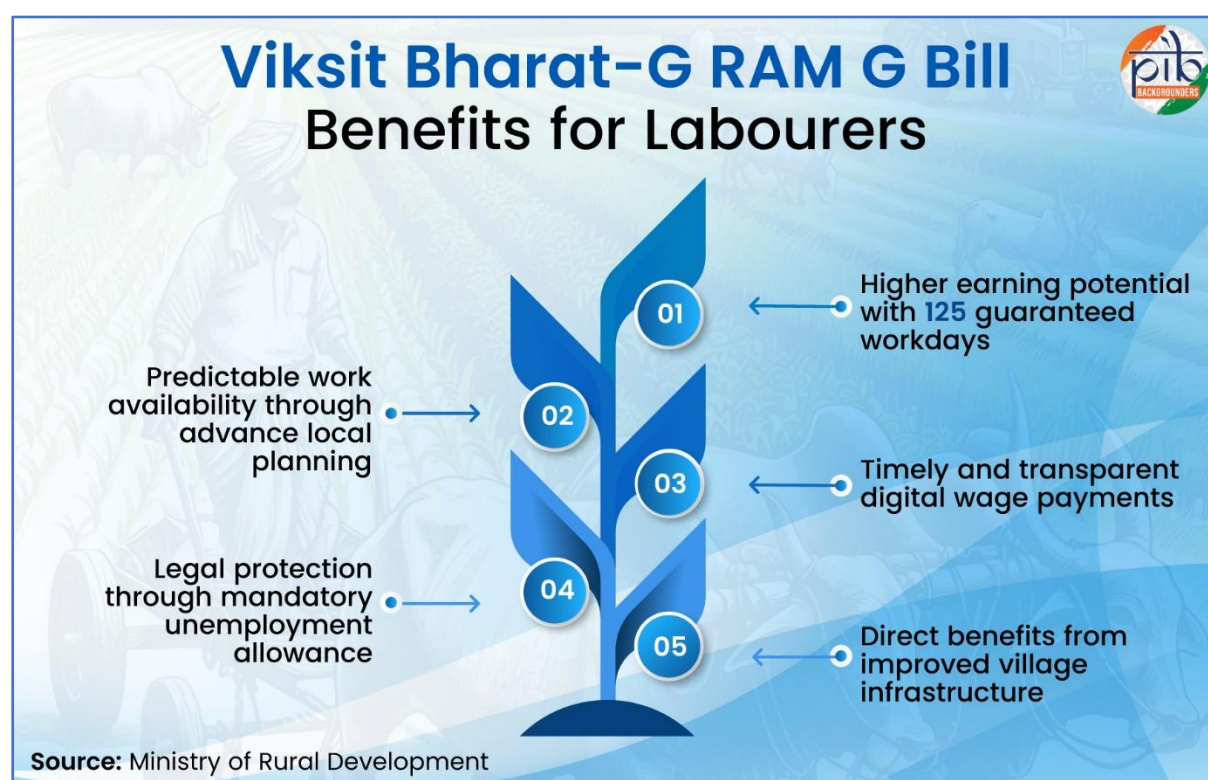 Viksit Bharat-G RAM G Bill
Benefits for Labourers
pib
BACKGROUNDERS
01
Higher earning potential
with 125 guaranteed
workdays
Predictable work
availability through
advance local
planning
02
03
Timely and transparent
digital wage payments
Legal protection
through mandatory
unemployment
allowance
04
05
Direct benefits from
improved village
infrastructure
Source: Ministry of Rural Development